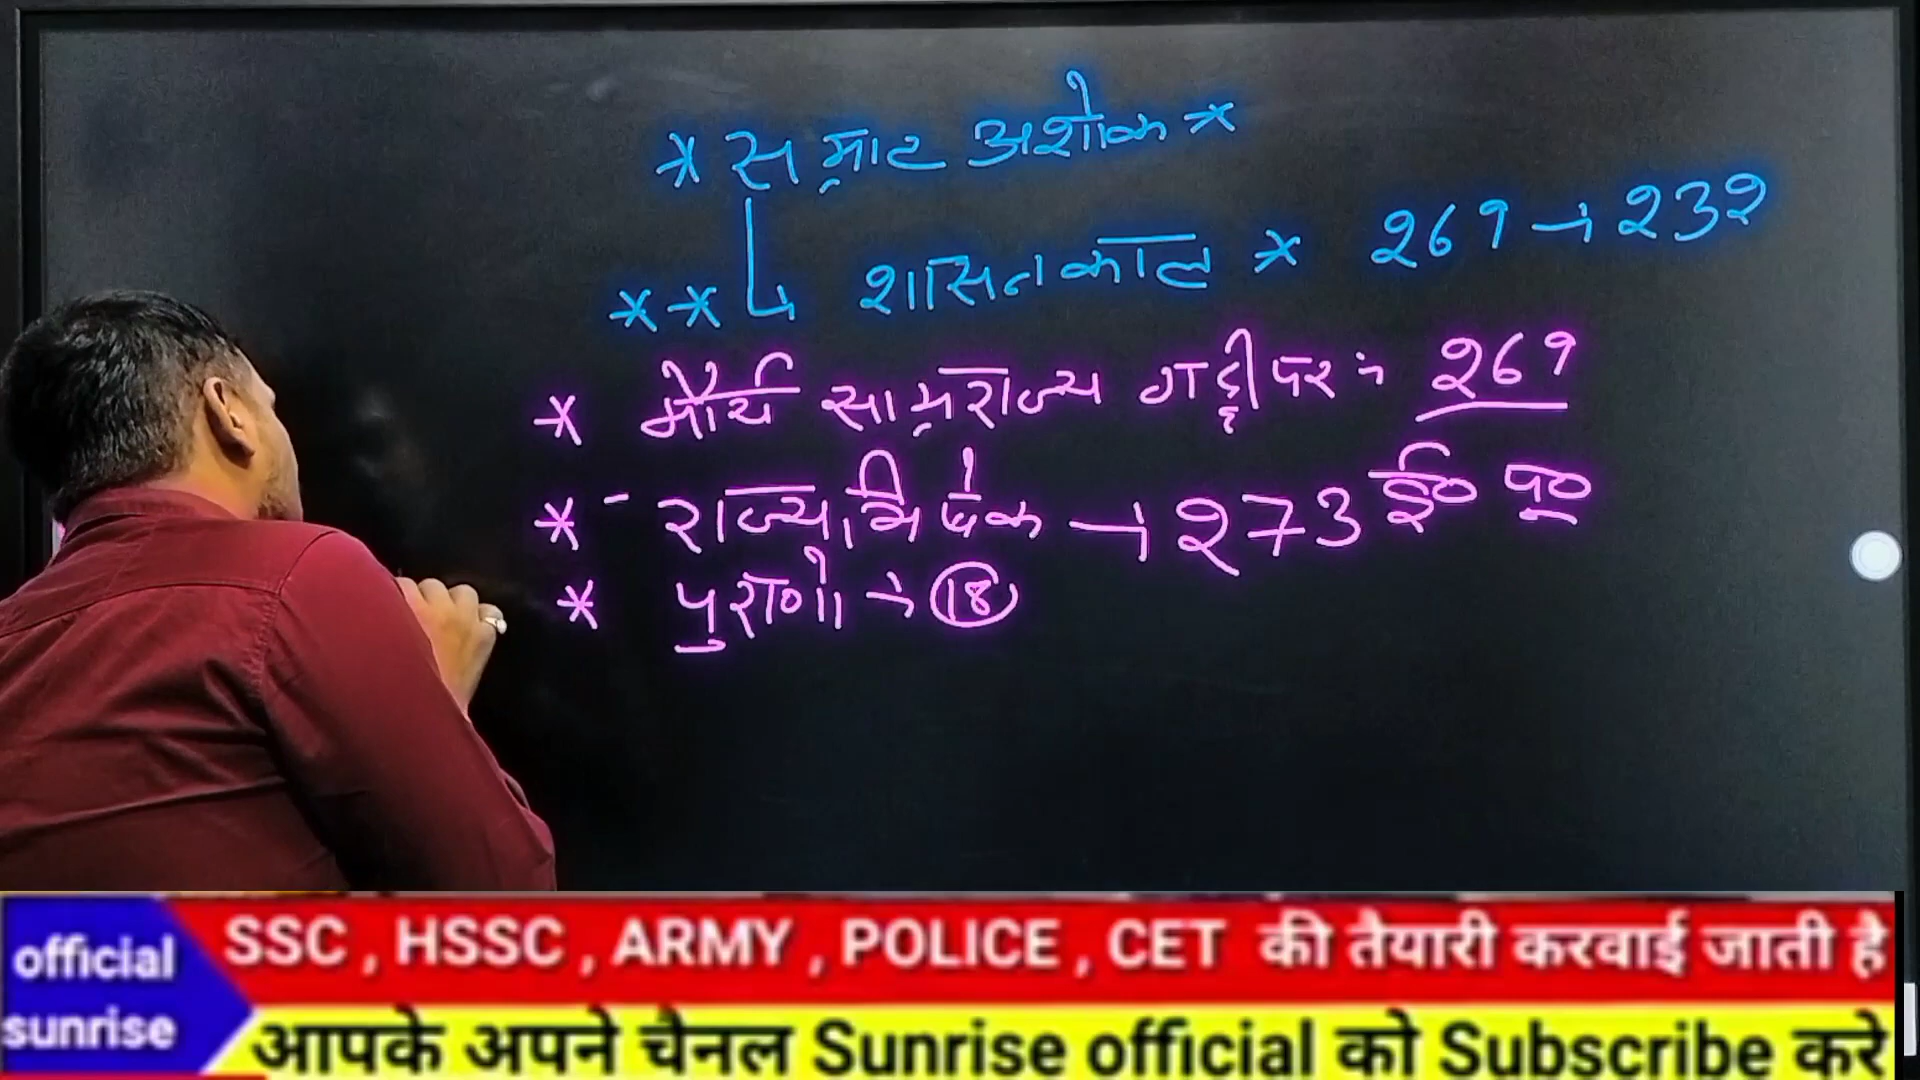 * सम्राट अशोक *
** ↳ शासनकाल * 269 → 232
* मौर्य साम्राज्य गद्दी पर → 269
* - राज्याभिषेक → 273 ई० पू०
* पुराणों → 18
official sunrise
SSC , HSSC , ARMY , POLICE , CET की तैयारी करवाई जाती है
आपके अपने चैनल Sunrise official को Subscribe करे